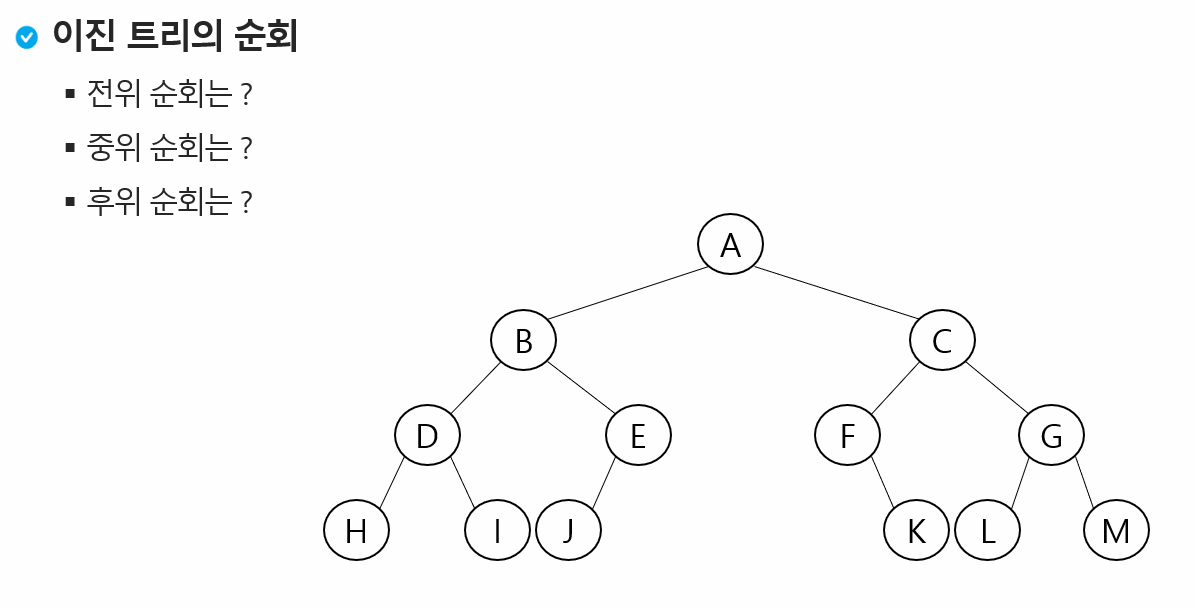 이진 트리의 순회
▪ 전위 순회는 ?
▪ 중위 순회는 ?
▪ 후위 순회는 ?
A
B C
D E F G
H I J K L M